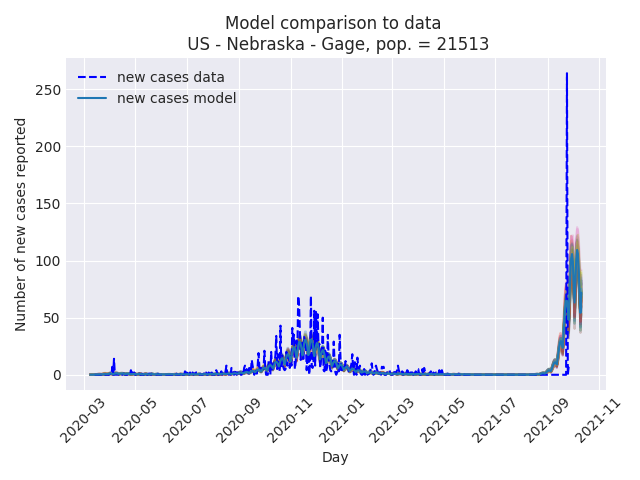 Model comparison to data
US - Nebraska - Gage, pop. = 21513
new cases data
new cases model
Number of new cases reported
250
200
150
100
50
0
2020-03
2020-05
2020-07
2020-09
2020-11
2021-01
2021-03
2021-05
2021-07
2021-09
2021-11
Day